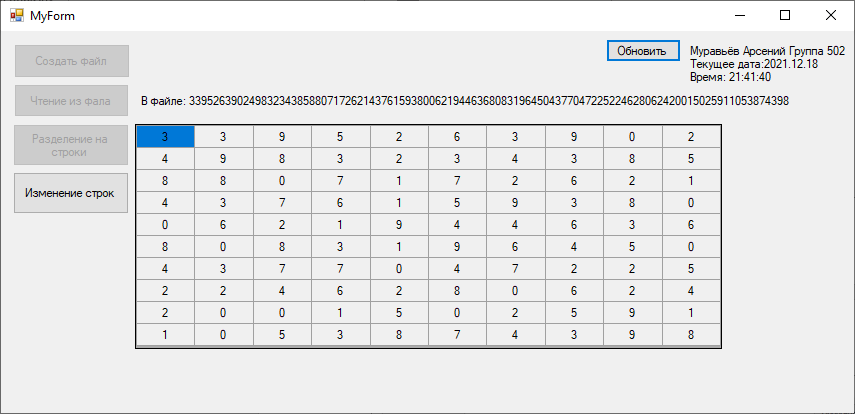 MyForm
Создать файл
Обновить
Муравьёв Арсений Группа 502
Текущее дата:2021.12.18
Время: 21:41:40
Чтение из фала
В файле: 3395263902498323438588071726214376159380062194463680831964504377047225224628062420015025911053874398
Разделение на
строки
Изменение строк
3 3 9 5 2 6 3 9 0 2
4 9 8 3 2 3 4 3 8 5
8 8 0 7 1 7 2 6 2 1
4 3 7 6 1 5 9 3 8 0
0 6 2 1 9 4 4 6 3 6
8 0 8 3 1 9 6 4 5 0
4 3 7 7 0 4 7 2 2 5
2 2 4 6 2 8 0 6 2 4
2 0 0 1 5 0 2 5 9 1
1 0 5 3 8 7 4 3 9 8